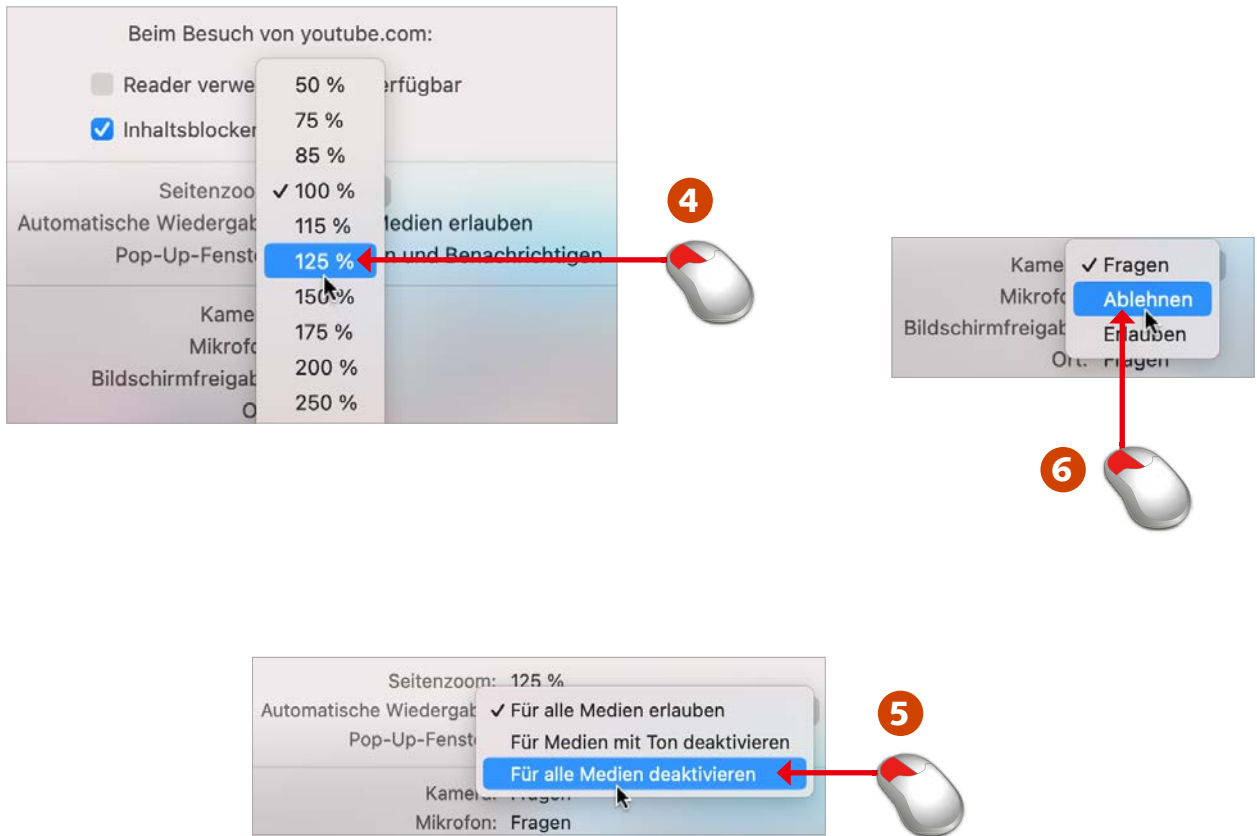 Beim Besuch von youtube.com:
Reader verwe
50 %
erfügbar
75 %
Inhaltsblocker
85 %
Seitenzoo
✓ 100 %
Automatische Wiedergab
115 %
Medien erlauben
Pop-Up-Fenst
125 %
n und Benachrichtigen
150 %
Kame
175 %
Mikrofo
200 %
Bildschirmfreigab
250 %
O
4
Kame
✓ Fragen
Mikrofo
Ablehnen
Bildschirmfreigab
Erlauben
Ort: Fragen
6
Seitenzoom: 125 %
Automatische Wiedergab
✓ Für alle Medien erlauben
Pop-Up-Fenst
Für Medien mit Ton deaktivieren
Für alle Medien deaktivieren
Kamera: Fragen
Mikrofon: Fragen
5